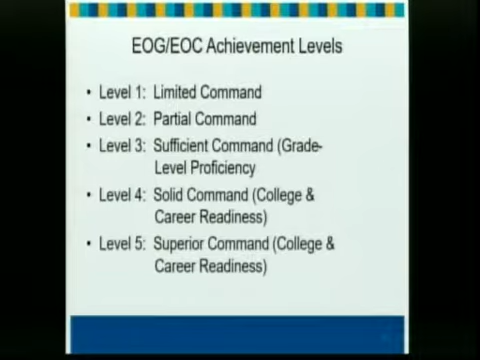 EOG/EOC Achievement Levels
• Level 1: Limited Command
• Level 2: Partial Command
• Level 3: Sufficient Command (Grade-
Level Proficiency
• Level 4: Solid Command (College &
Career Readiness)
• Level 5: Superior Command (College &
Career Readiness)